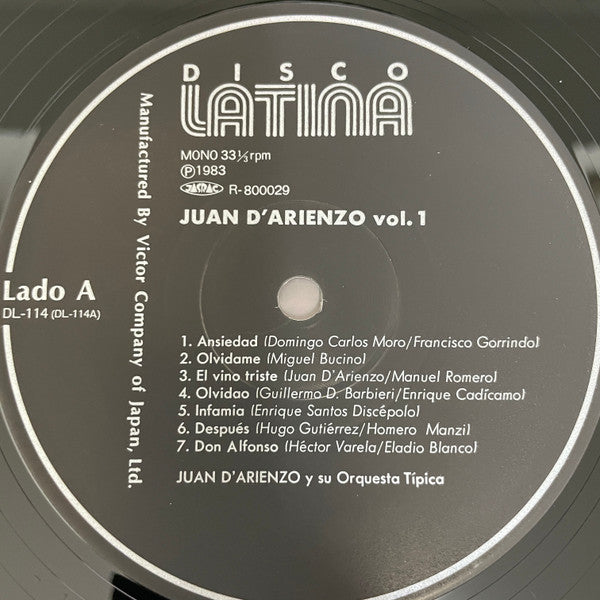 DISCO
LATINA
MONO 33⅓rpm
Ⓟ1983
JASRAC R-800029
JUAN D'ARIENZO vol. 1
Manufactured By Victor Company of Japan, Ltd.
Lado A
DL-114 (DL-114A)
1. Ansiedad (Domingo Carlos Moro/Francisco Gorrindo)
2. Olvidame (Miguel Bucino)
3. El vino triste (Juan D'Arienzo/Manuel Romero)
4. Olvidao (Guillermo D. Barbieri/Enrique Cadícamo)
5. Infamia (Enrique Santos Discépolo)
6. Después (Hugo Gutiérrez/Homero Manzi)
7. Don Alfonso (Héctor Varela/Eladio Blanco)
JUAN D'ARIENZO y su Orquesta Típica